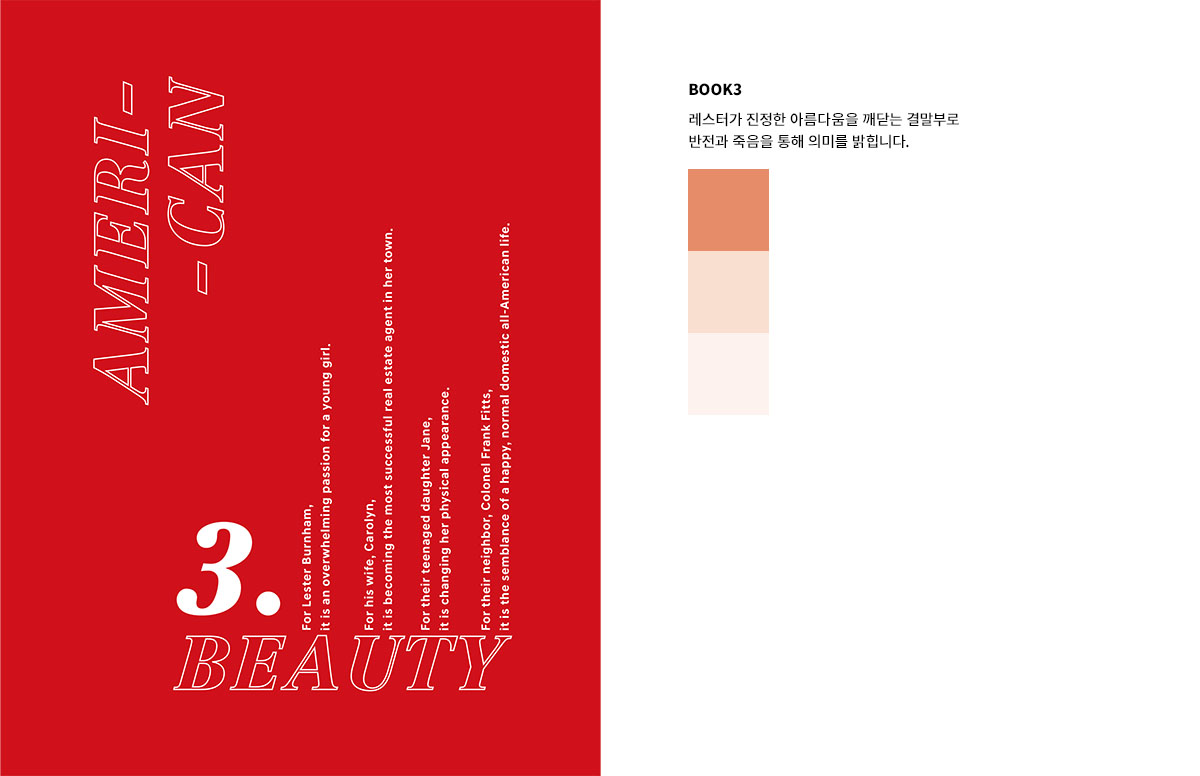 AMERI-
-CAN
3.
For Lester Burnham,
it is an overwhelming passion for a young girl.
For his wife, Carolyn,
it is becoming the most successful real estate agent in her town.
For their teenaged daughter Jane,
it is changing her physical appearance.
For their neighbor, Colonel Frank Fitts,
it is the semblance of a happy, normal domestic all-American life.
BEAUTY
BOOK3
레스터가 진정한 아름다움을 깨닫는 결말부로
반전과 죽음을 통해 의미를 밝힙니다.